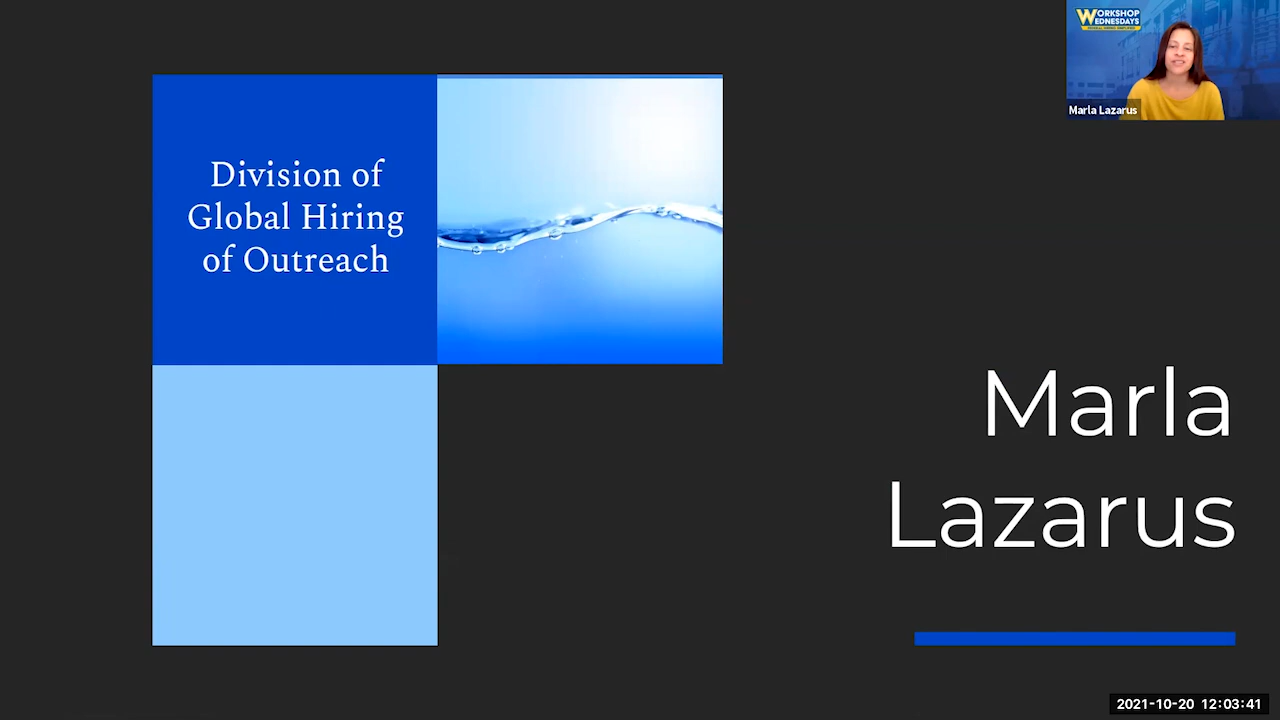 WORKSHOP
WEDNESDAYS
Marla Lazarus
Division of
Global Hiring
of Outreach
Marla
Lazarus
2021-10-20 12:03:41